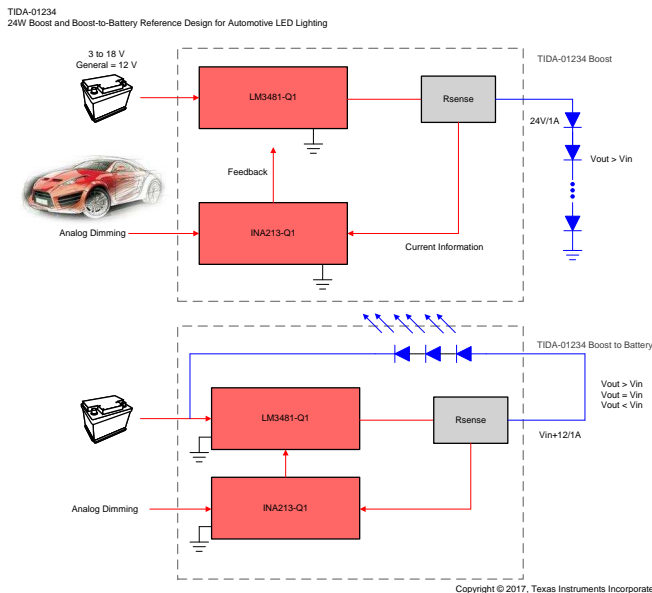 TIDA-01234
24W Boost and Boost-to-Battery Reference Design for Automotive LED Lighting
3 to 18 V
General = 12 V
TIDA-01234 Boost
LM3481-Q1
Rsense
24V/1A
Vout > Vin
Feedback
Analog Dimming
INA213-Q1
Current Information
TIDA-01234 Boost to Battery
Vout > Vin
Vout = Vin
Vout < Vin
LM3481-Q1
Rsense
Vin+12/1A
Analog Dimming
INA213-Q1
Copyright © 2017, Texas Instruments Incorporate